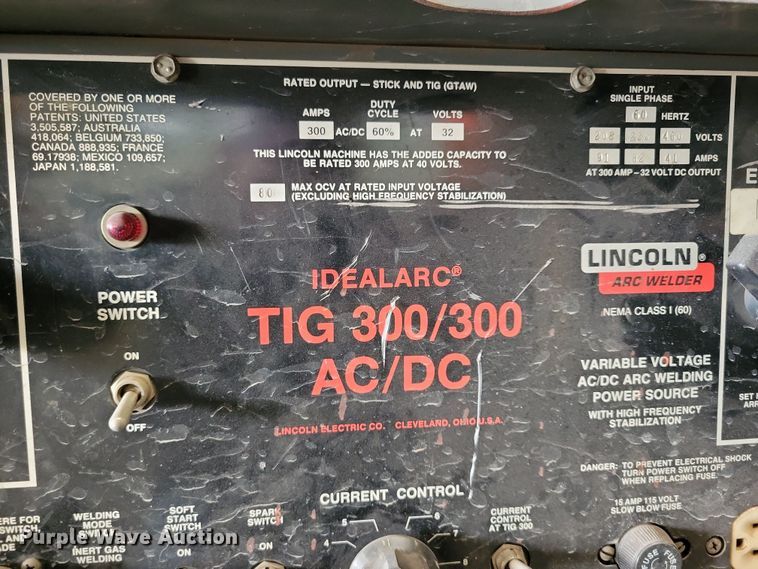 COVERED BY ONE OR MORE
OF THE FOLLOWING
PATENTS: UNITED STATES
3,505,587; AUSTRALIA
418,064; BELGIUM 733,850;
CANADA 888,935; FRANCE
69.17938; MEXICO 109,657;
JAPAN 1,188,581.
RATED OUTPUT — STICK AND TIG (GTAW)
AMPS DUTY CYCLE VOLTS
300 AC/DC 60% AT 32
THIS LINCOLN MACHINE HAS THE ADDED CAPACITY TO
BE RATED 300 AMPS AT 40 VOLTS.
80 MAX OCV AT RATED INPUT VOLTAGE
(EXCLUDING HIGH FREQUENCY STABILIZATION)
INPUT
SINGLE PHASE
60 HERTZ
VOLTS
AMPS
AT 300 AMP—32 VOLT DC OUTPUT
POWER
SWITCH
ON
OFF
IDEALARC®
TIG 300/300
AC/DC
LINCOLN ELECTRIC CO. CLEVELAND, OHIO U.S.A.
LINCOLN®
ARC WELDER
NEMA CLASS I (60)
VARIABLE VOLTAGE
AC/DC ARC WELDING
POWER SOURCE
WITH HIGH FREQUENCY
STABILIZATION
DANGER: TO PREVENT ELECTRICAL SHOCK
TURN POWER SWITCH OFF
WHEN REPLACING FUSE.
15 AMP 115 VOLT
SLOW BLOW FUSE
SET
WELDING
MODE
SWITCH
INERT GAS
WELDING
SOFT
START
SWITCH
ON
SPARK
SWITCH
ON
CURRENT CONTROL
4 5 6 7 8
CURRENT
CONTROL
AT TIG 300
FUSE
Purple Wave Auction